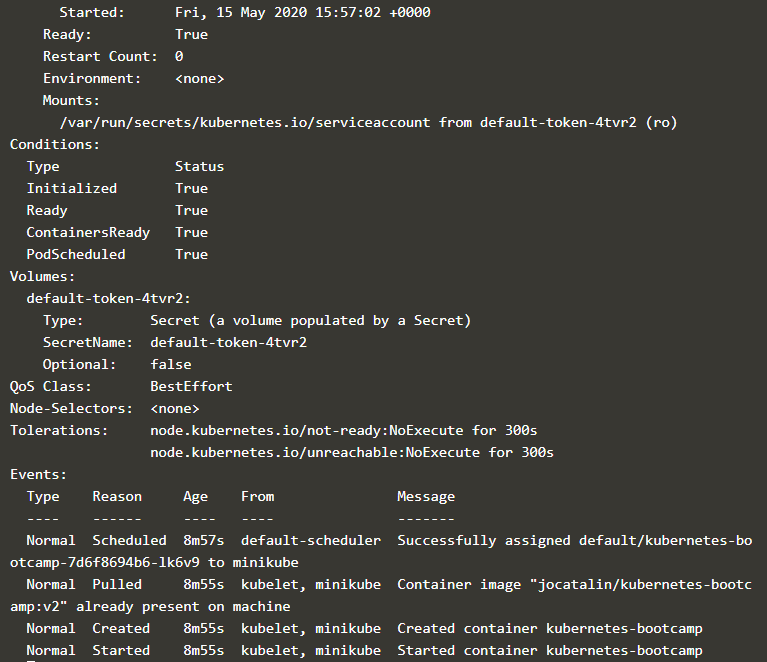 Started:      Fri, 15 May 2020 15:57:02 +0000
    Ready:          True
    Restart Count:  0
    Environment:    <none>
    Mounts:
      /var/run/secrets/kubernetes.io/serviceaccount from default-token-4tvr2 (ro)
Conditions:
  Type              Status
  Initialized       True
  Ready             True
  ContainersReady   True
  PodScheduled      True
Volumes:
  default-token-4tvr2:
    Type:        Secret (a volume populated by a Secret)
    SecretName:  default-token-4tvr2
    Optional:    false
QoS Class:       BestEffort
Node-Selectors:  <none>
Tolerations:     node.kubernetes.io/not-ready:NoExecute for 300s
                 node.kubernetes.io/unreachable:NoExecute for 300s
Events:
  Type    Reason     Age    From               Message
  ----    ------     ----   ----               -------
  Normal  Scheduled  8m57s  default-scheduler  Successfully assigned default/kubernetes-bo
otcamp-7d6f8694b6-lk6v9 to minikube
  Normal  Pulled     8m55s  kubelet, minikube  Container image "jocatalin/kubernetes-bootc
amp:v2" already present on machine
  Normal  Created    8m55s  kubelet, minikube  Created container kubernetes-bootcamp
  Normal  Started    8m55s  kubelet, minikube  Started container kubernetes-bootcamp